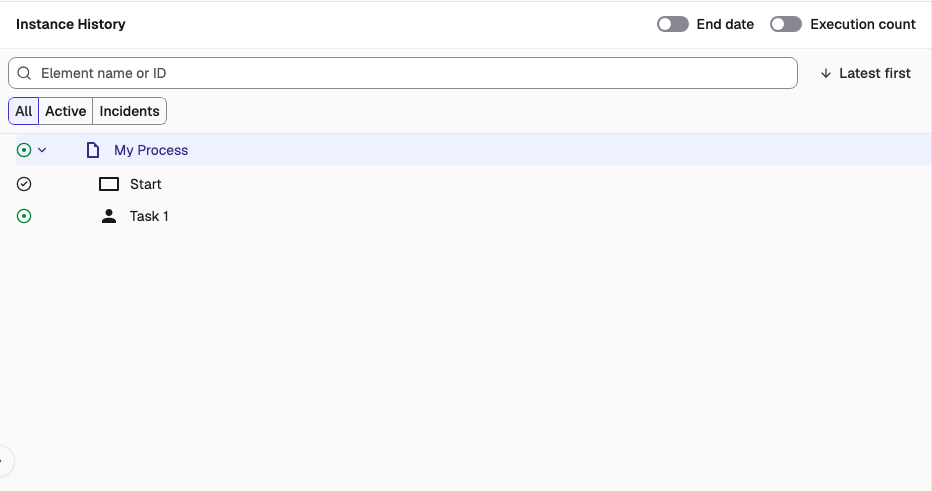 Instance History
End date
Execution count
Element name or ID
Latest first
All
Active
Incidents
My Process
Start
Task 1